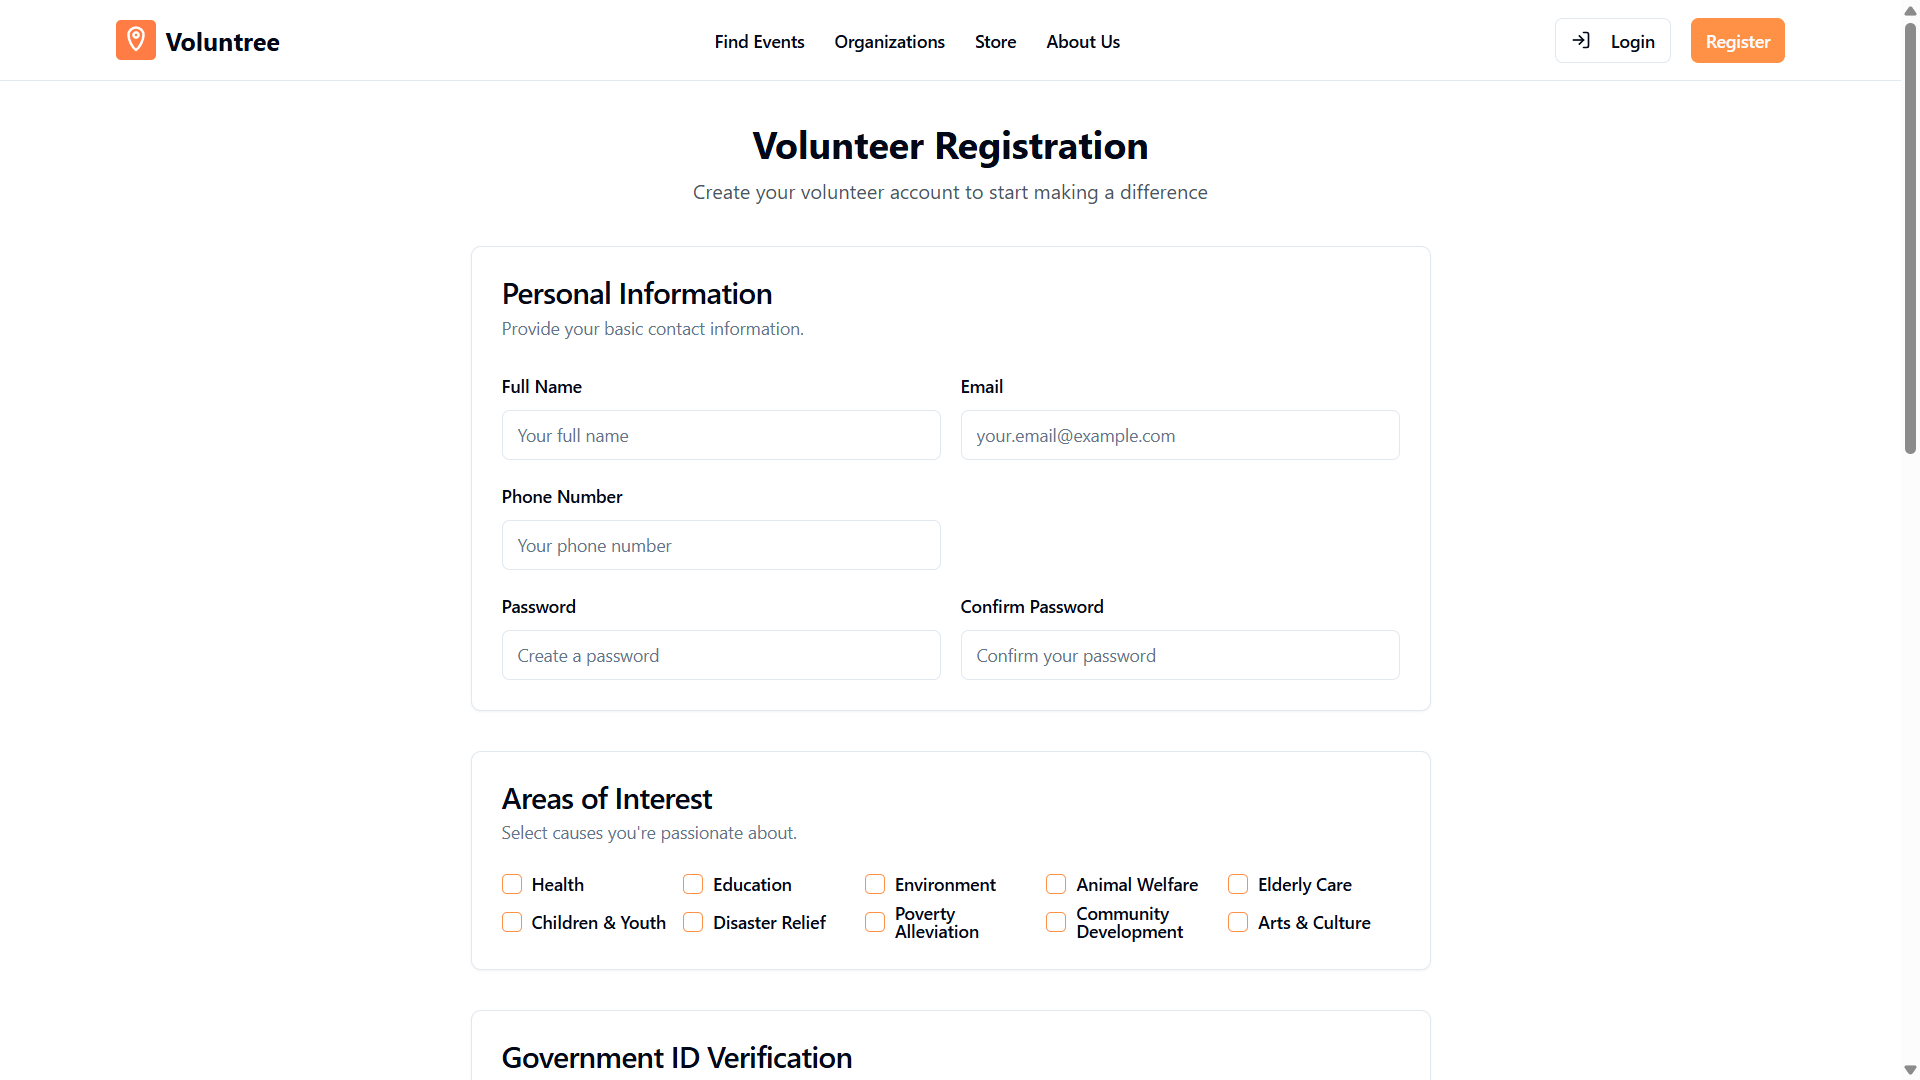 Voluntree
Find Events
Organizations
Store
About Us
Login
Register
Volunteer Registration
Create your volunteer account to start making a difference
Personal Information
Provide your basic contact information.
Full Name
Email
Your full name
your.email@example.com
Phone Number
Your phone number
Password
Confirm Password
Create a password
Confirm your password
Areas of Interest
Select causes you're passionate about.
Health
Education
Environment
Animal Welfare
Elderly Care
Children & Youth
Disaster Relief
Poverty
Alleviation
Community
Development
Arts & Culture
Government ID Verification